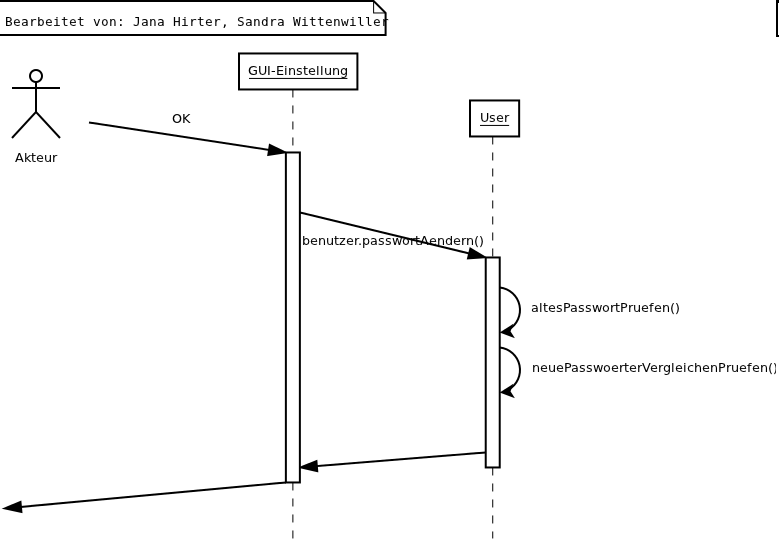 Bearbeitet von: Jana Hirter, Sandra Wittenwiller
GUI-Einstellung
User
OK
Akteur
benutzer.passwortAendern()
altesPasswortPruefen()
neuePasswoerterVergleichenPruefen()